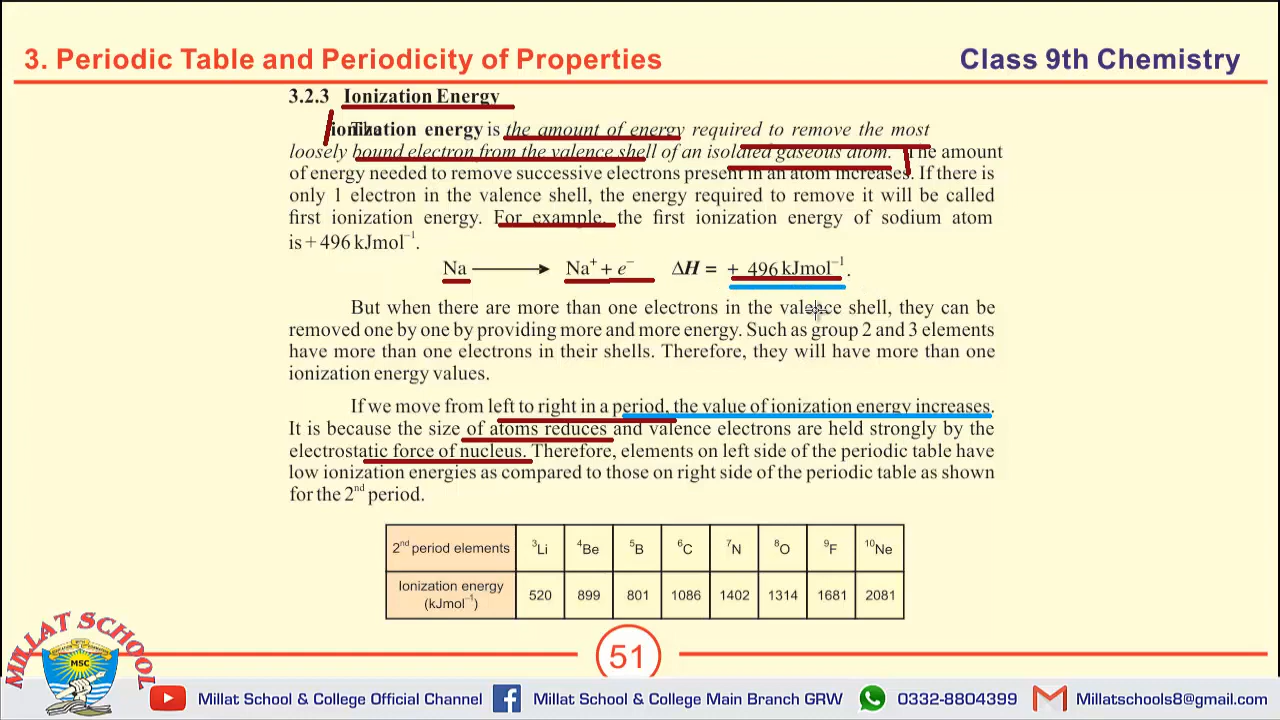 3. Periodic Table and Periodicity of Properties
Class 9th Chemistry
3.2.3 Ionization Energy
The ionization energy is the amount of energy required to remove the most
loosely bound electron from the valence shell of an isolated gaseous atom. The amount
of energy needed to remove successive electrons present in an atom increases. If there is
only 1 electron in the valence shell, the energy required to remove it will be called
first ionization energy. For example, the first ionization energy of sodium atom
is + 496 kJmol⁻¹.
Na ⟶ Na⁺ + e⁻ ΔH = + 496 kJmol⁻¹.
But when there are more than one electrons in the valence shell, they can be
removed one by one by providing more and more energy. Such as group 2 and 3 elements
have more than one electrons in their shells. Therefore, they will have more than one
ionization energy values.
If we move from left to right in a period, the value of ionization energy increases.
It is because the size of atoms reduces and valence electrons are held strongly by the
electrostatic force of nucleus. Therefore, elements on left side of the periodic table have
low ionization energies as compared to those on right side of the periodic table as shown
for the 2ⁿᵈ period.
2ⁿᵈ period elements ³Li ⁴Be ⁵B ⁶C ⁷N ⁸O ⁹F ¹⁰Ne
Ionization energy
(kJmol⁻¹) 520 899 801 1086 1402 1314 1681 2081
51
MILLAT SCHOOL
MSC
Millat School & College Official Channel
Millat School & College Main Branch GRW
0332-8804399
Millatschools8@gmail.com